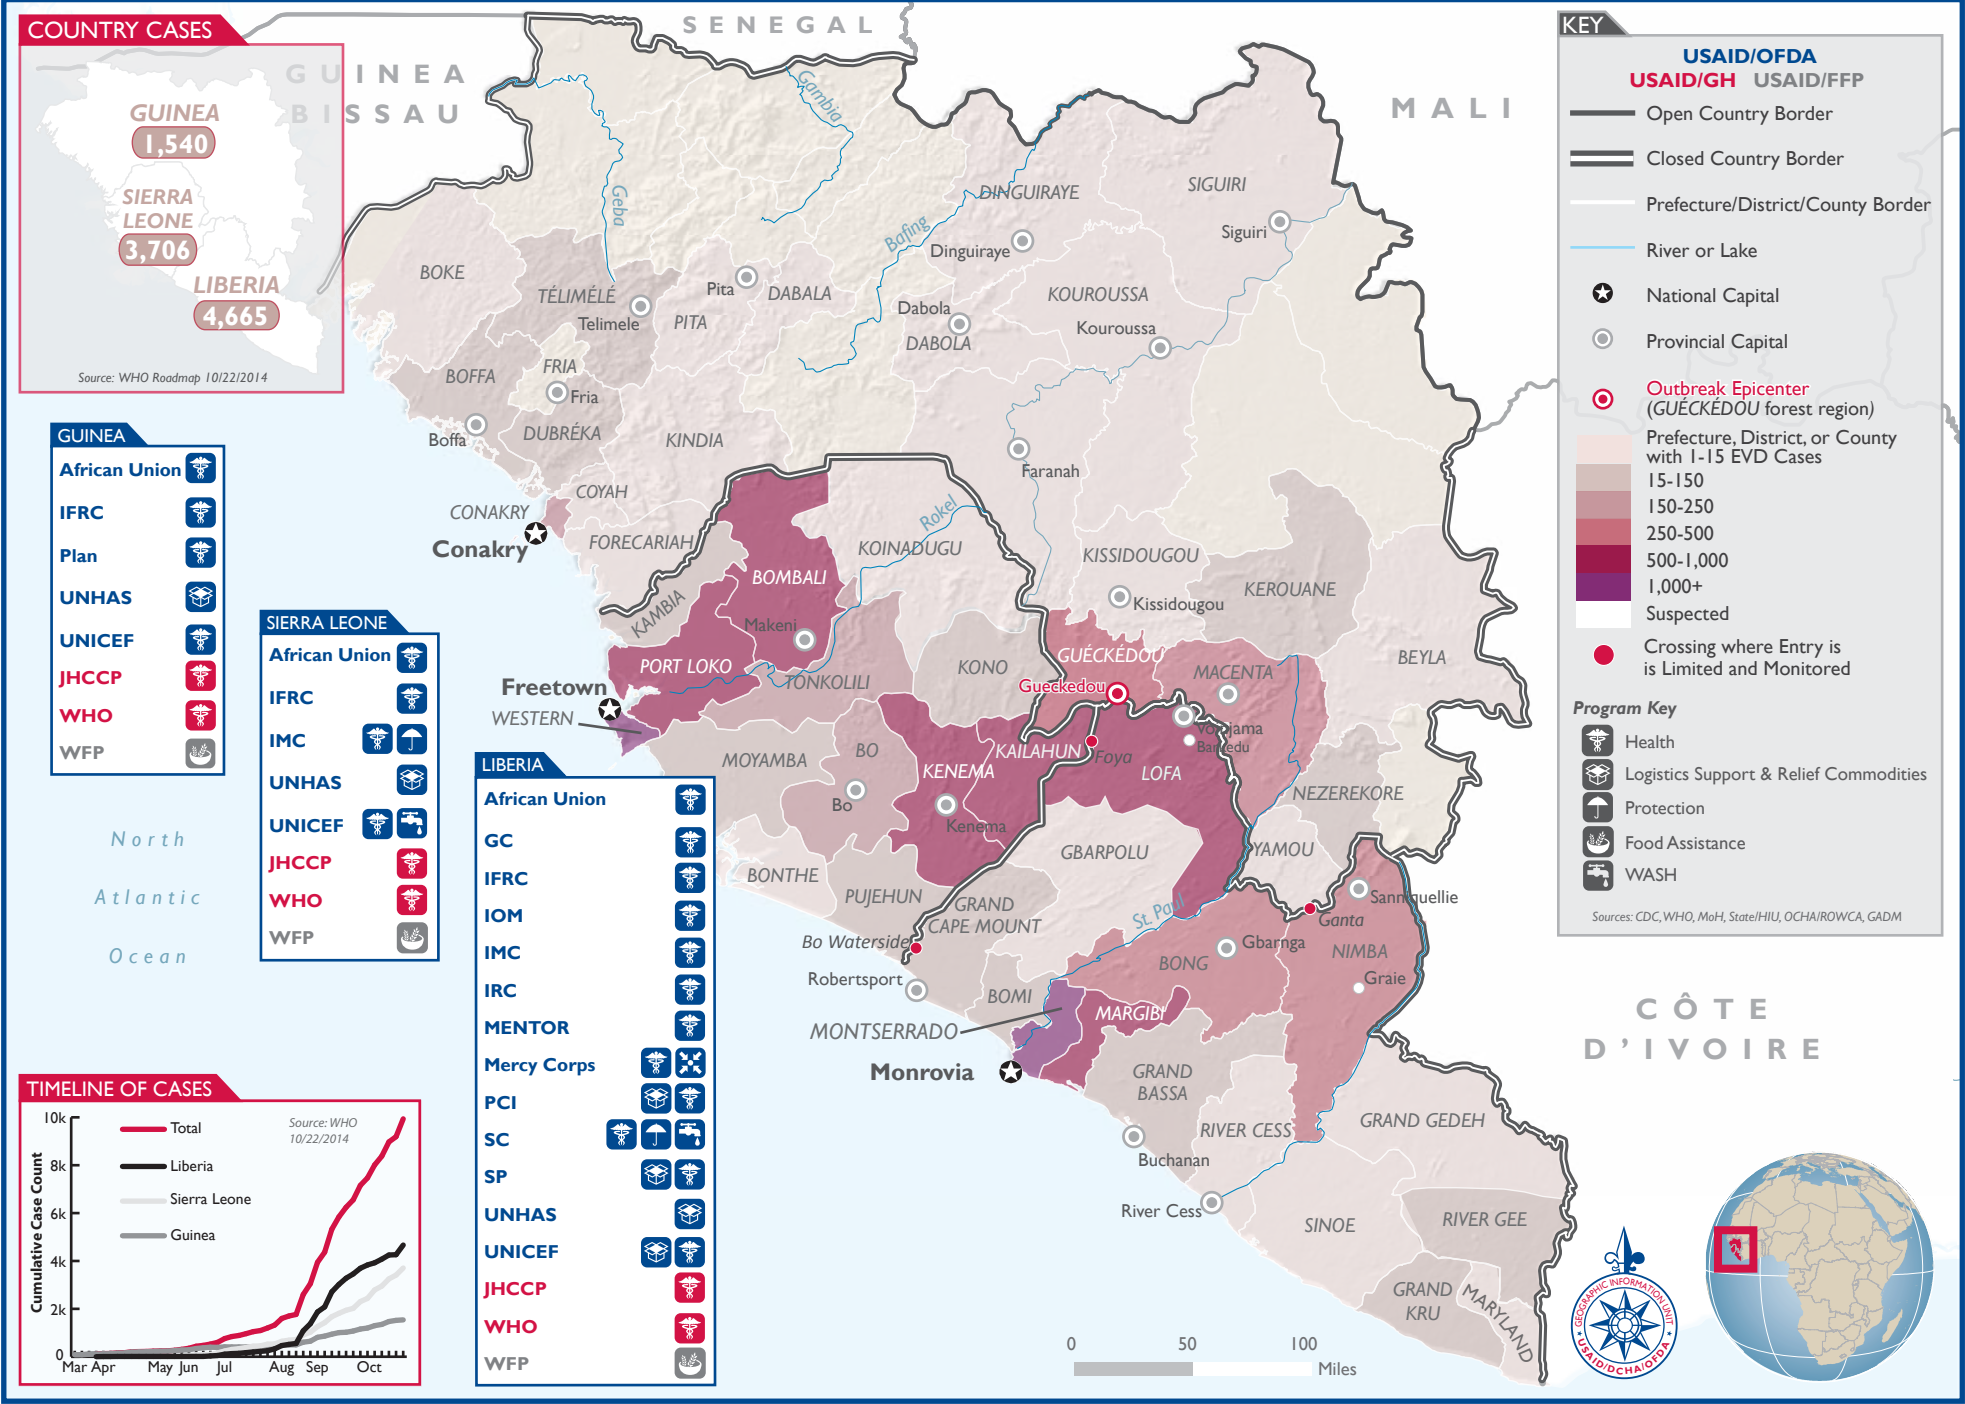 COUNTRY CASES
GUINEA
1,540
SIERRA
LEONE
3,706
LIBERIA
4,665
Source: WHO Roadmap 10/22/2014
SENEGAL
GUINEA
BISSAU
MALI
CÔTE
D'IVOIRE
North
Atlantic
Ocean
KEY
USAID/OFDA
USAID/GH USAID/FFP
Open Country Border
Closed Country Border
Prefecture/District/County Border
River or Lake
National Capital
Provincial Capital
Outbreak Epicenter
(GUÉCKÉDOU forest region)
Prefecture, District, or County
with 1-15 EVD Cases
15-150
150-250
250-500
500-1,000
1,000+
Suspected
Crossing where Entry is
is Limited and Monitored
Program Key
Health
Logistics Support & Relief Commodities
Protection
Food Assistance
WASH
Sources: CDC, WHO, MoH, State/HIU, OCHA/ROWCA, GADM
GUINEA
African Union
IFRC
Plan
UNHAS
UNICEF
JHCCP
WHO
WFP
SIERRA LEONE
African Union
IFRC
IMC
UNHAS
UNICEF
JHCCP
WHO
WFP
LIBERIA
African Union
GC
IFRC
IOM
IMC
IRC
MENTOR
Mercy Corps
PCI
SC
SP
UNHAS
UNICEF
JHCCP
WHO
WFP
TIMELINE OF CASES
Source: WHO
10/22/2014
Total
Liberia
Sierra Leone
Guinea
Cumulative Case Count
10k
8k
6k
4k
2k
0
Mar Apr May Jun Jul Aug Sep Oct
Gambia
Geba
Bafing
DINGUIRAYE
Dinguiraye
SIGUIRI
Siguiri
BOKE
TÉLIMÉLÉ
Telimele
Pita
PITA
DABALA
Dabola
DABOLA
KOUROUSSA
Kouroussa
BOFFA
Boffa
FRIA
Fria
DUBRÉKA
KINDIA
Faranah
COYAH
CONAKRY
Conakry
FORECARIAH
Rokel
KOINADUGU
KISSIDOUGOU
Kissidougou
KEROUANE
BEYLA
BOMBALI
KAMBIA
Makeni
PORT LOKO
TONKOLILI
KONO
Freetown
WESTERN
GUÉCKÉDOU
Gueckedou
MACENTA
Voinjama
Barkedu
MOYAMBA
BO
Bo
KENEMA
Kenema
KAILAHUN
Foya
LOFA
NEZEREKORE
YAMOU
BONTHE
PUJEHUN
GBARPOLU
GRAND
CAPE MOUNT
Bo Waterside
Robertsport
St. Paul
Sanniquellie
Ganta
Gbarnga
BONG
NIMBA
Graie
BOMI
MONTSERRADO
MARGIBI
Monrovia
GRAND
BASSA
Buchanan
RIVER CESS
River Cess
GRAND GEDEH
SINOE
RIVER GEE
GRAND
KRU
MARYLAND
0 50 100
Miles
GEOGRAPHIC INFORMATION UNIT
USAID/DCHA/OFDA